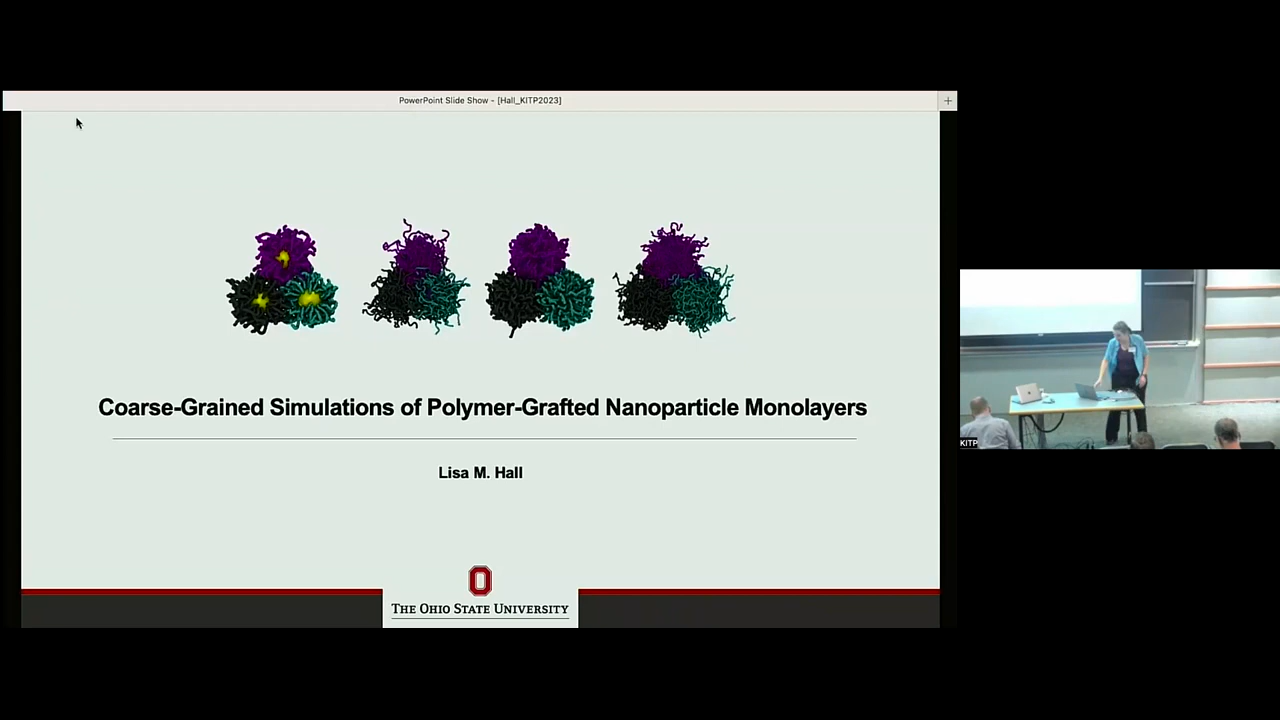 PowerPoint Slide Show - [Hall_KITP2023]
Coarse-Grained Simulations of Polymer-Grafted Nanoparticle Monolayers
Lisa M. Hall
THE OHIO STATE UNIVERSITY
KITP